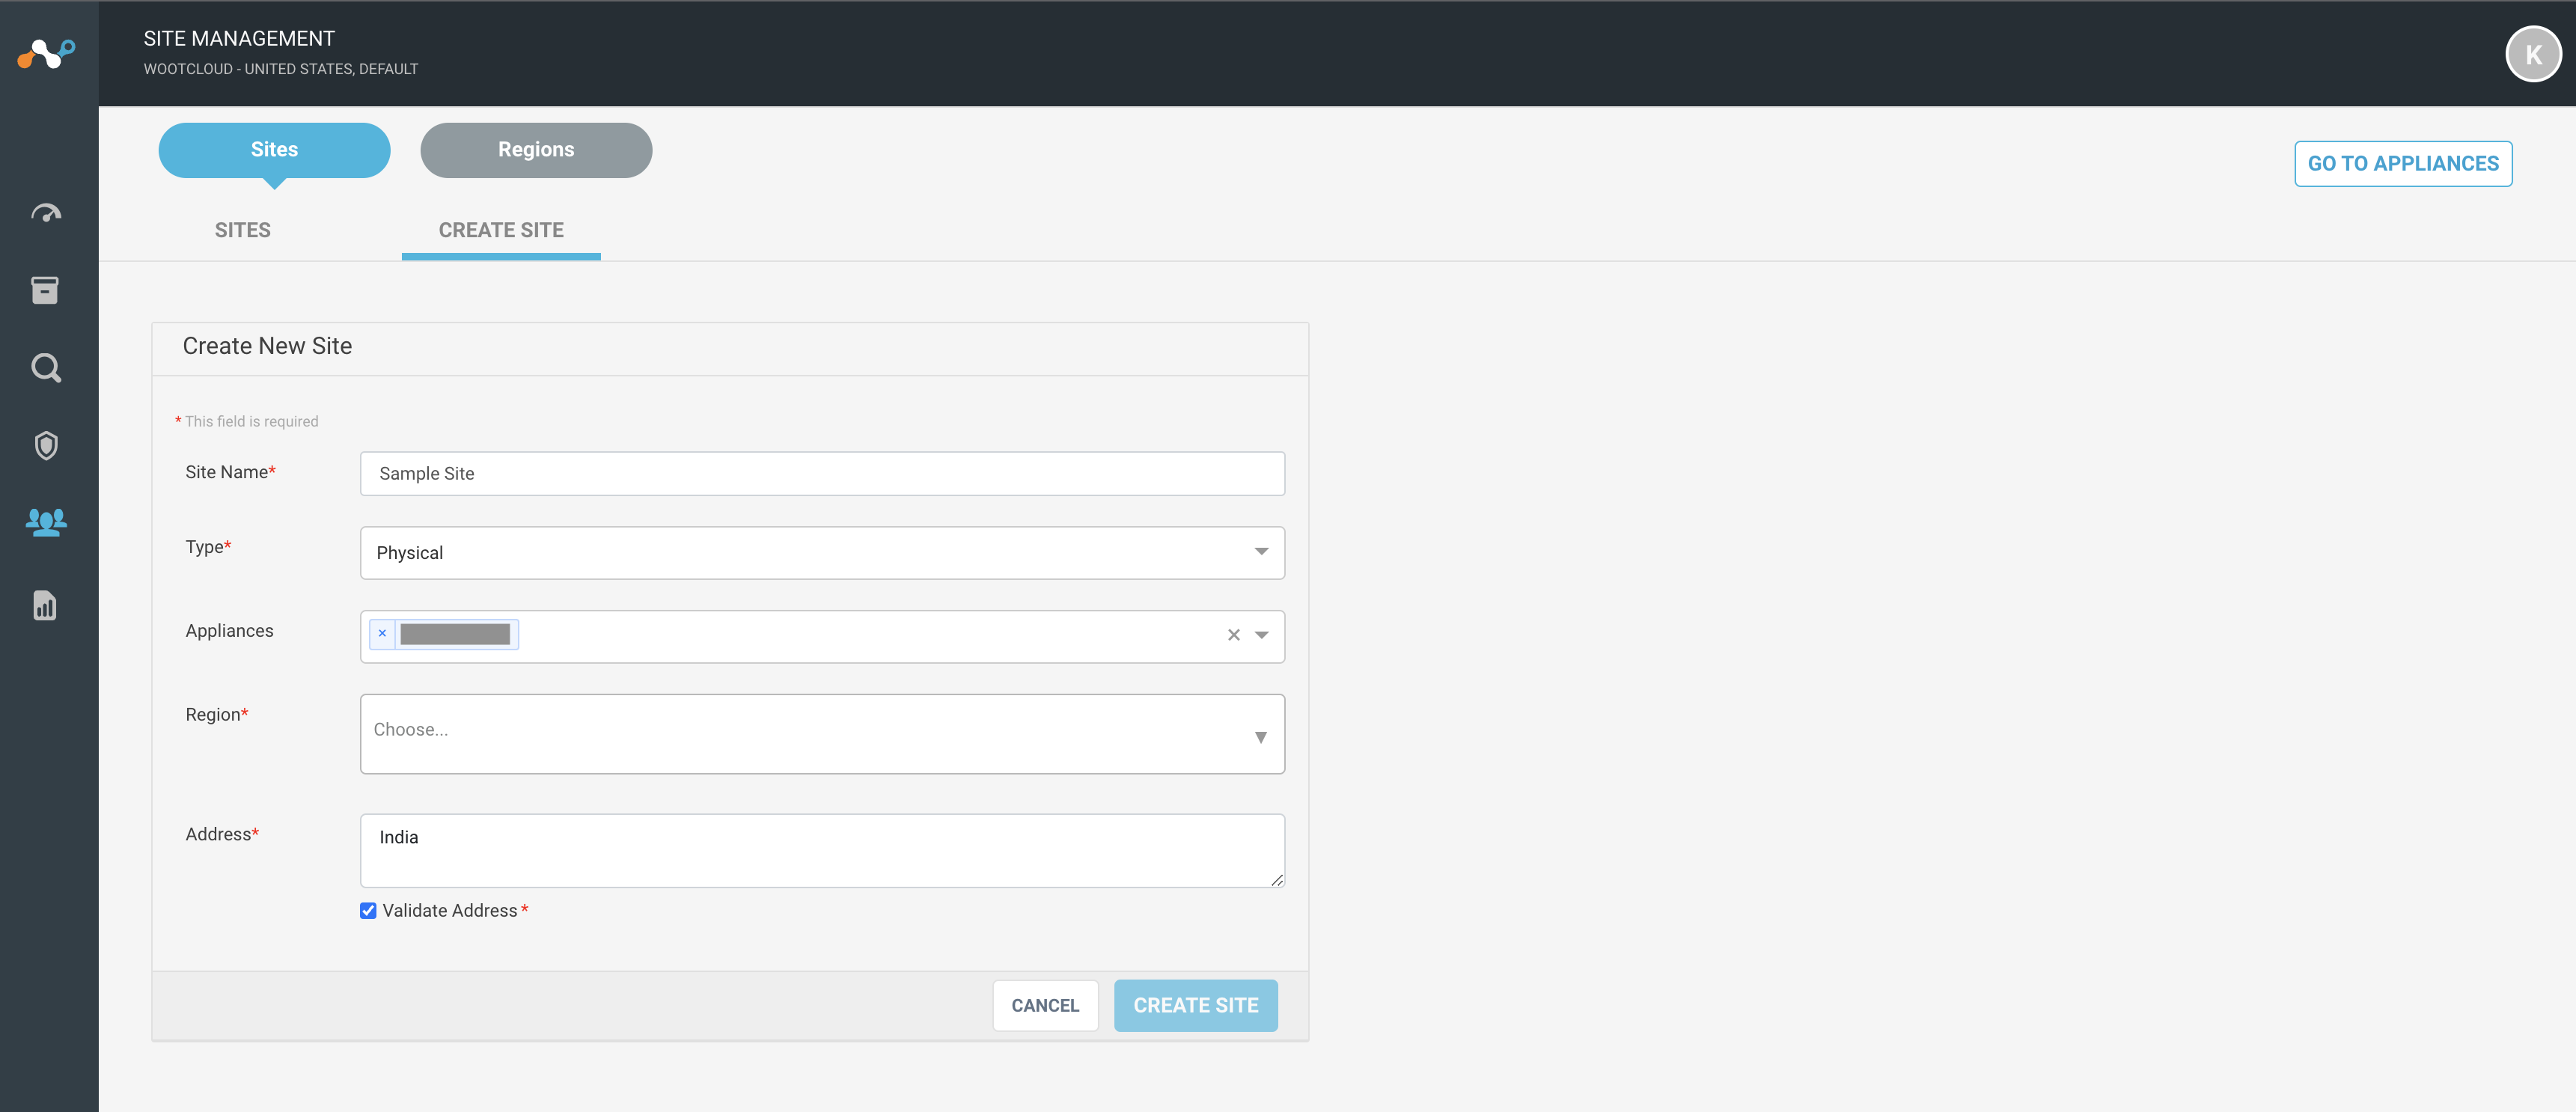 SITE MANAGEMENT
WOOTCLOUD - UNITED STATES, DEFAULT
K
Sites
Regions
GO TO APPLIANCES
SITES
CREATE SITE
Create New Site
* This field is required
Site Name*
Sample Site
Type*
Physical
Appliances
×
×
Region*
Choose...
Address*
India
Validate Address *
CANCEL
CREATE SITE